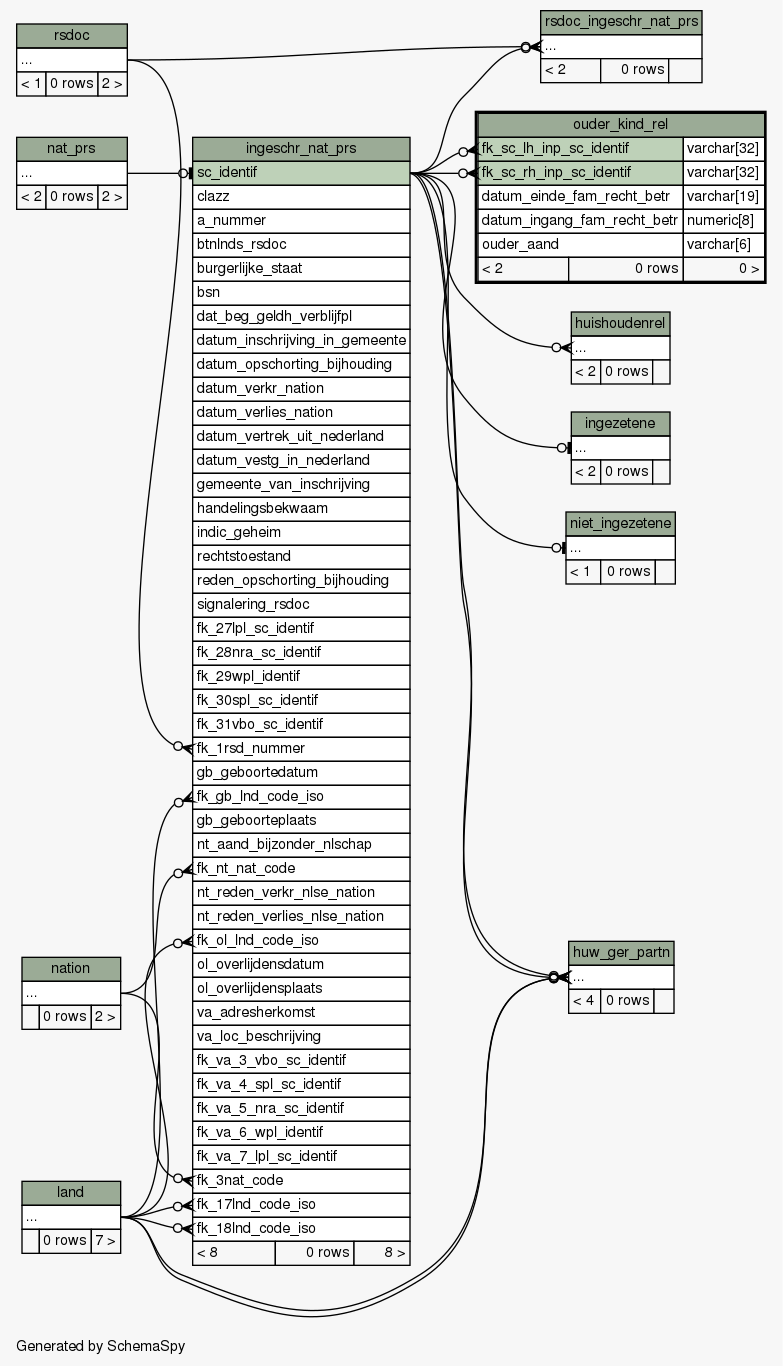 rsdoc
...
< 1 0 rows 2 >
nat_prs
...
< 2 0 rows 2 >
nation
...
0 rows 2 >
land
...
0 rows 7 >
ingeschr_nat_prs
sc_identif
clazz
a_nummer
btnlnds_rsdoc
burgerlijke_staat
bsn
dat_beg_geldh_verblijfpl
datum_inschrijving_in_gemeente
datum_opschorting_bijhouding
datum_verkr_nation
datum_verlies_nation
datum_vertrek_uit_nederland
datum_vestg_in_nederland
gemeente_van_inschrijving
handelingsbekwaam
indic_geheim
rechtstoestand
reden_opschorting_bijhouding
signalering_rsdoc
fk_27lpl_sc_identif
fk_28nra_sc_identif
fk_29wpl_identif
fk_30spl_sc_identif
fk_31vbo_sc_identif
fk_1rsd_nummer
gb_geboortedatum
fk_gb_lnd_code_iso
gb_geboorteplaats
nt_aand_bijzonder_nlschap
fk_nt_nat_code
nt_reden_verkr_nlse_nation
nt_reden_verlies_nlse_nation
fk_ol_lnd_code_iso
ol_overlijdensdatum
ol_overlijdensplaats
va_adresherkomst
va_loc_beschrijving
fk_va_3_vbo_sc_identif
fk_va_4_spl_sc_identif
fk_va_5_nra_sc_identif
fk_va_6_wpl_identif
fk_va_7_lpl_sc_identif
fk_3nat_code
fk_17lnd_code_iso
fk_18lnd_code_iso
< 8 0 rows 8 >
rsdoc_ingeschr_nat_prs
...
< 2 0 rows
ouder_kind_rel
fk_sc_lh_inp_sc_identif varchar[32]
fk_sc_rh_inp_sc_identif varchar[32]
datum_einde_fam_recht_betr varchar[19]
datum_ingang_fam_recht_betr numeric[8]
ouder_aand varchar[6]
< 2 0 rows 0 >
huishoudenrel
...
< 2 0 rows
ingezetene
...
< 2 0 rows
niet_ingezetene
...
< 1 0 rows
huw_ger_partn
...
< 4 0 rows
Generated by SchemaSpy